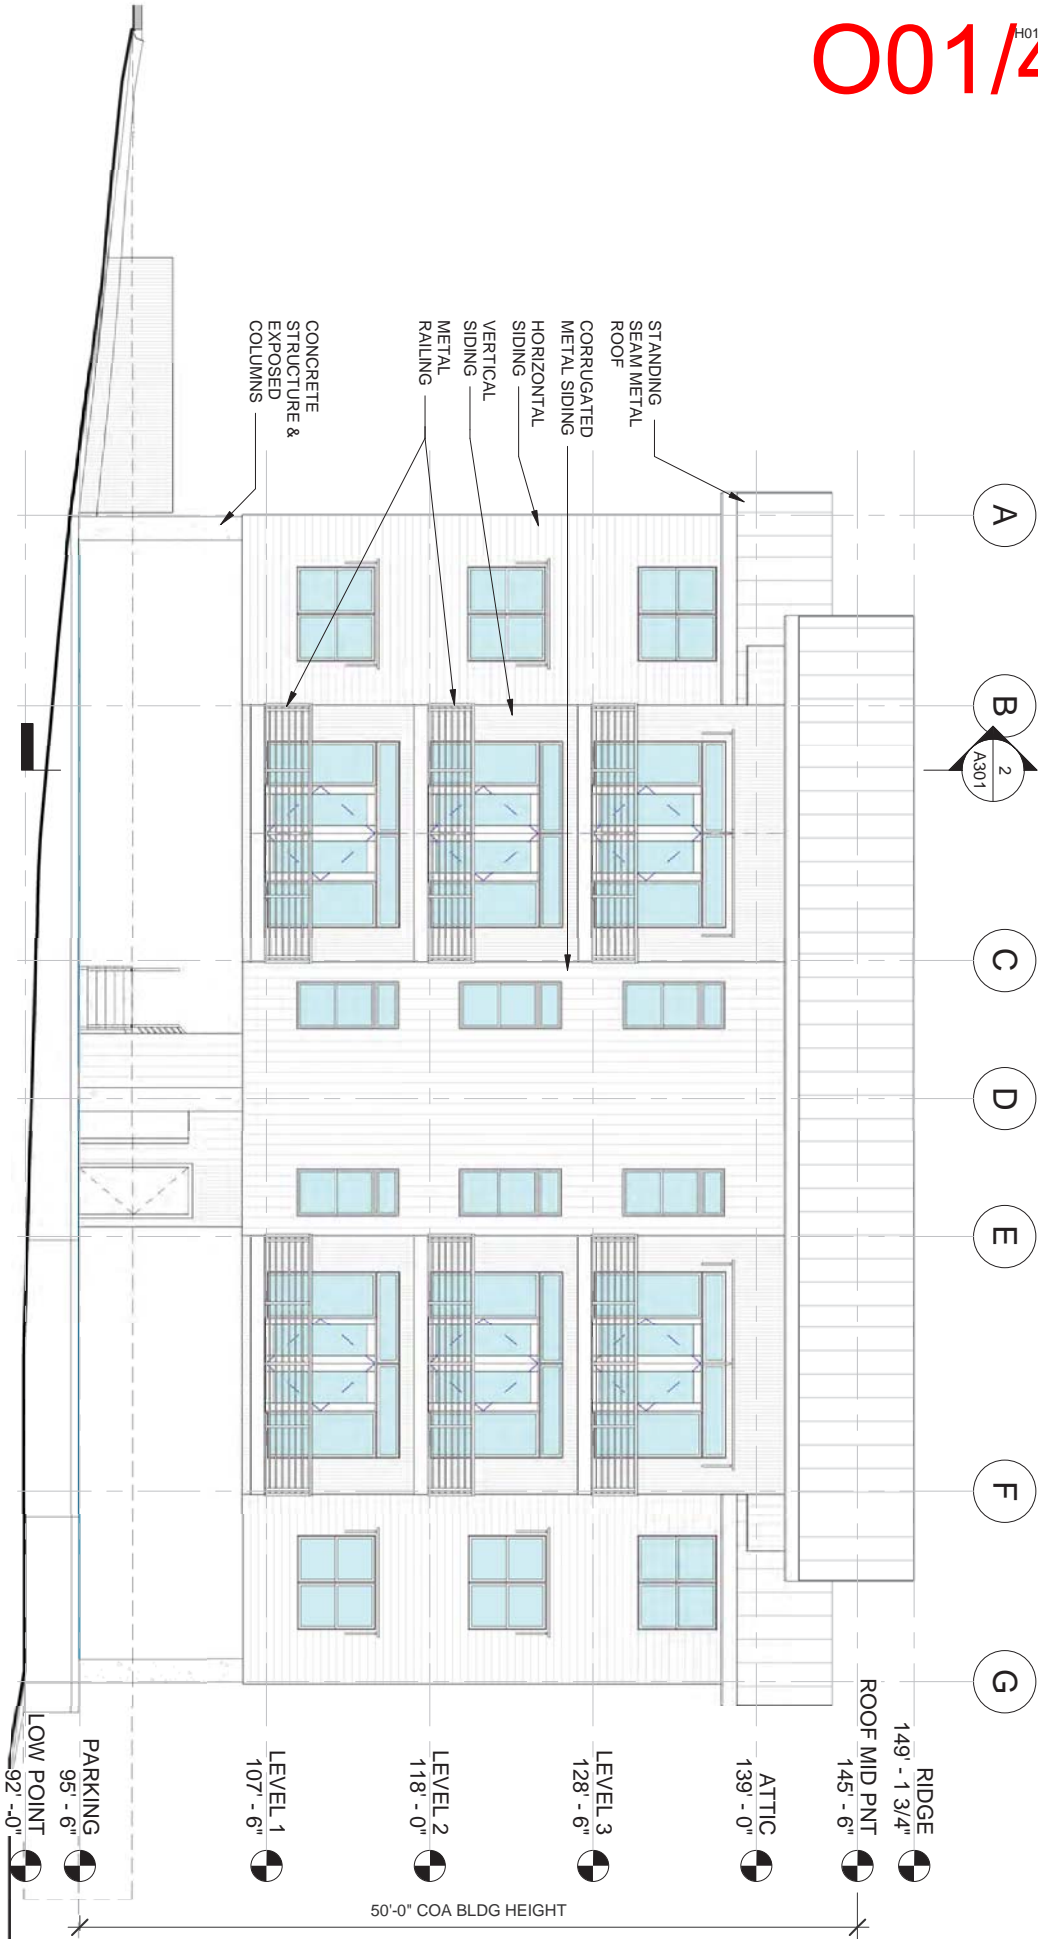 O01/4
H01
STANDING
SEAM METAL
ROOF
CORRUGATED
METAL SIDING
HORIZONTAL
SIDING
VERTICAL
SIDING
METAL
RAILING
CONCRETE
STRUCTURE &
EXPOSED
COLUMNS
A
B
2
A301
C
D
E
F
G
RIDGE
149' - 1 3/4"
ROOF MID PNT
145' - 6"
ATTIC
139' - 0"
LEVEL 3
128' - 6"
LEVEL 2
118' - 0"
LEVEL 1
107' - 6"
PARKING
95' - 6"
LOW POINT
92' - 0"
50'-0" COA BLDG HEIGHT